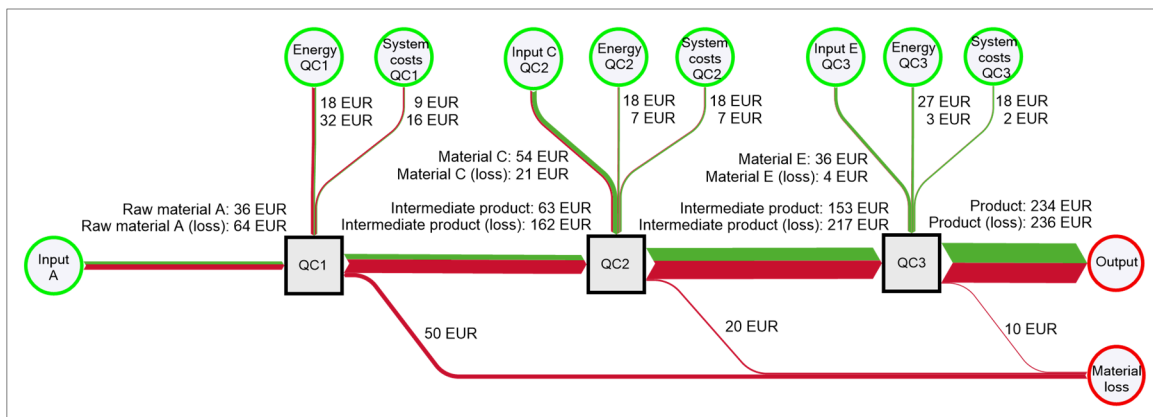 Energy
QC1
System
costs
QC1
Input C
QC2
Energy
QC2
System
costs
QC2
Input E
QC3
Energy
QC3
System
costs
QC3
18 EUR
32 EUR
9 EUR
16 EUR
18 EUR
7 EUR
18 EUR
7 EUR
27 EUR
3 EUR
18 EUR
2 EUR
Material C: 54 EUR
Material C (loss): 21 EUR
Material E: 36 EUR
Material E (loss): 4 EUR
Raw material A: 36 EUR
Raw material A (loss): 64 EUR
Intermediate product: 63 EUR
Intermediate product (loss): 162 EUR
Intermediate product: 153 EUR
Intermediate product (loss): 217 EUR
Product: 234 EUR
Product (loss): 236 EUR
Input
A
QC1
QC2
QC3
Output
50 EUR
20 EUR
10 EUR
Material
loss